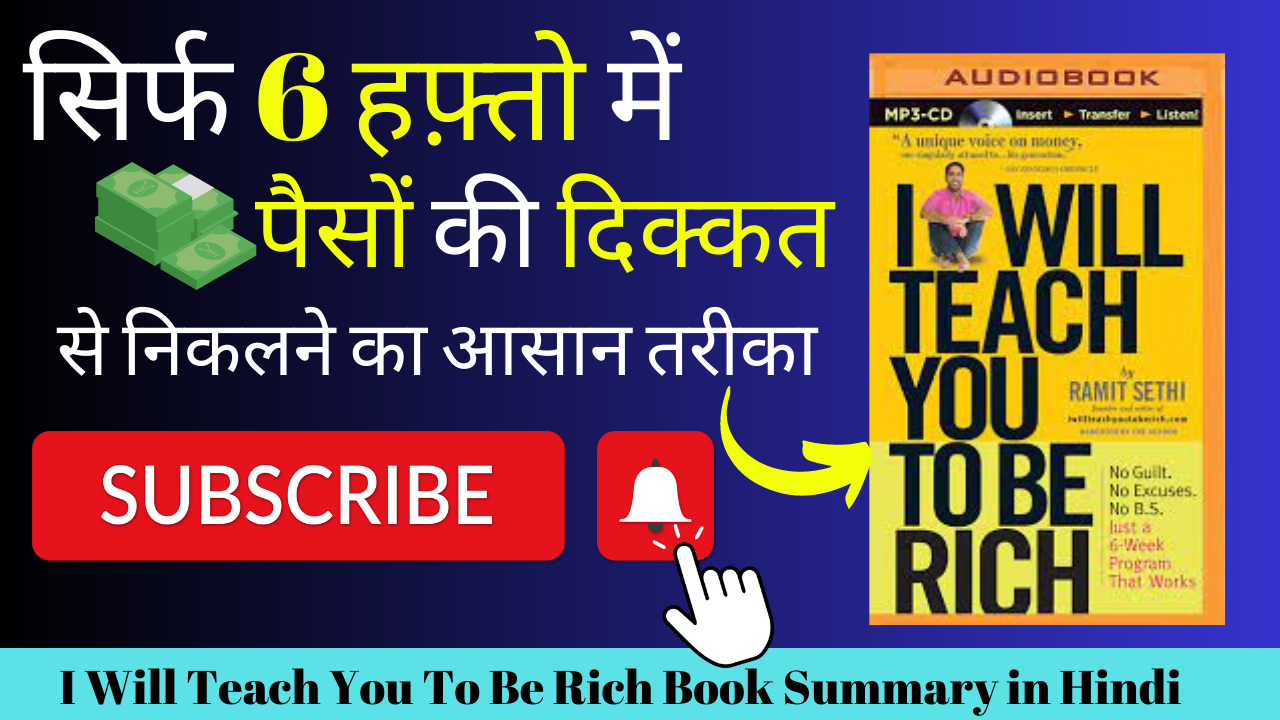 सिर्फ 6 हफ़्तो में
पैसों की दिक्कत
से निकलने का आसान तरीका
SUBSCRIBE
AUDIOBOOK
MP3-CD Insert Transfer Listen!
"A unique voice on money,
I WILL
TEACH
YOU
TO BE
RICH
by
RAMIT SETHI
iwillteachyoutoberich.com
No Guilt.
No Excuses.
No B.S.
Just a
6-Week
Program
That Works
I Will Teach You To Be Rich Book Summary in Hindi